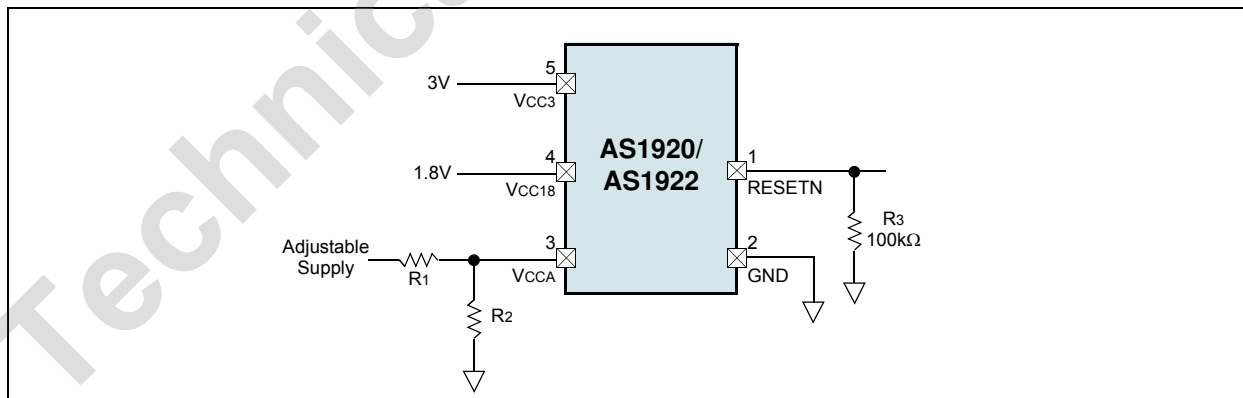 Technic
5
3V
VCC3
4
1.8V
VCC18
Adjustable
Supply
R1
3
VCCA
R2
AS1920/
AS1922
1
RESETN
R3
100kΩ
2
GND